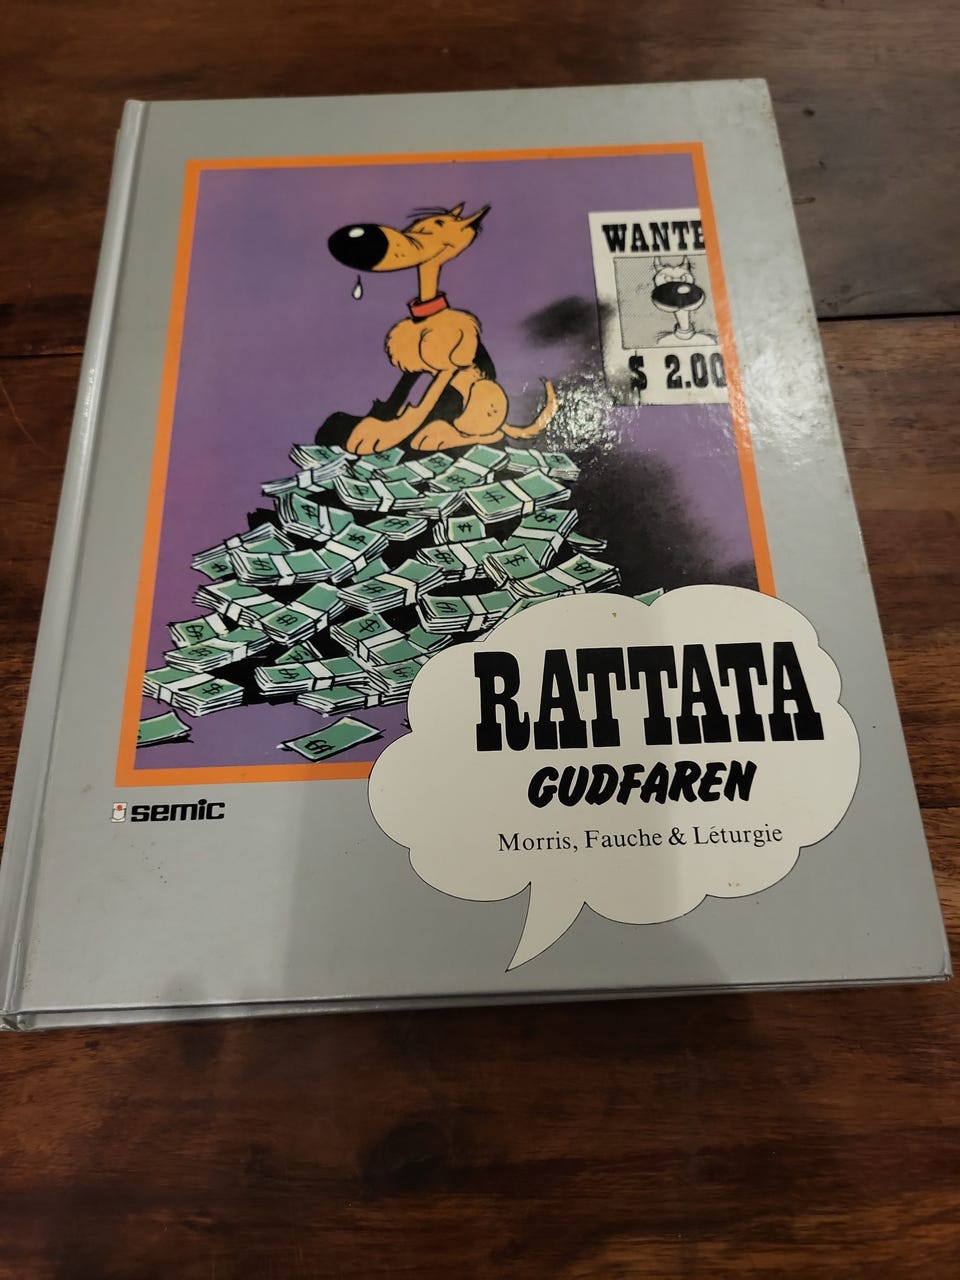 WANTE
$ 2.00
RATTATA
GUDFAREN
Morris, Fauche & Léturgie
semic